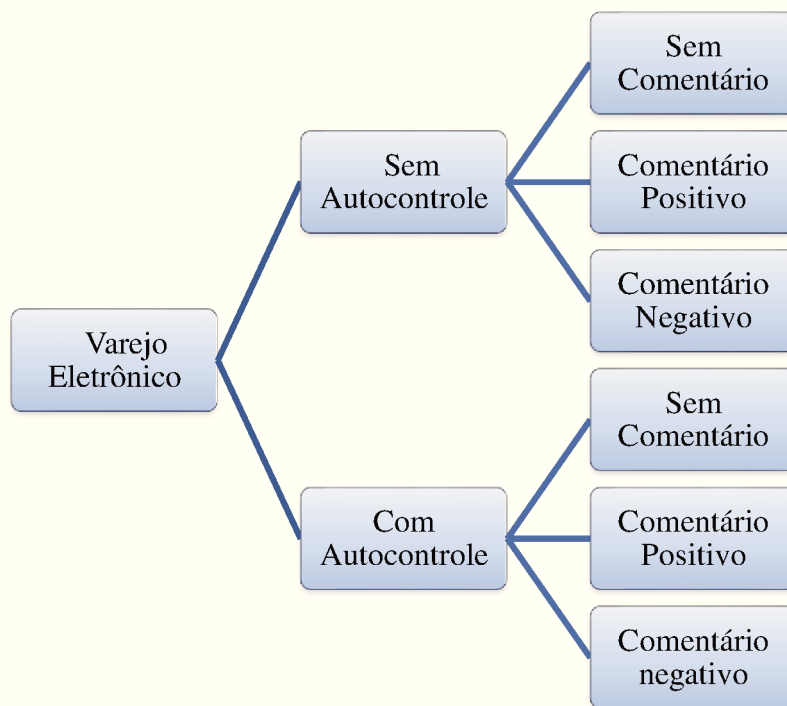 Sem
Comentário
Sem
Autocontrole
Comentário
Positivo
Comentário
Negativo
Varejo
Eletrônico
Sem
Comentário
Com
Autocontrole
Comentário
Positivo
Comentário
negativo